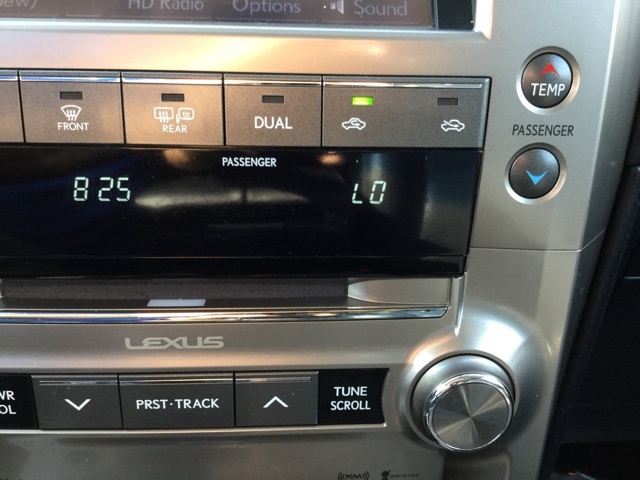 HD Radio Options Sound
FRONT REAR DUAL
TEMP
PASSENGER
PASSENGER
8 25 LO
LEXUS
PRST·TRACK
TUNE
SCROLL